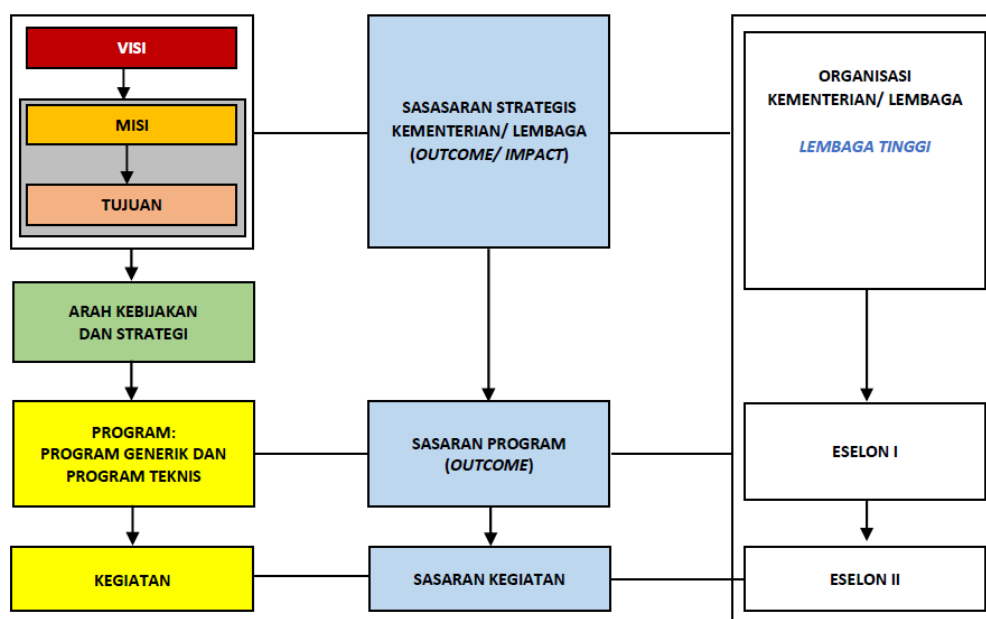 VISI
MISI
TUJUAN
ARAH KEBIJAKAN
DAN STRATEGI
PROGRAM:
PROGRAM GENERIK DAN
PROGRAM TEKNIS
KEGIATAN
SASASARAN STRATEGIS
KEMENTERIAN/ LEMBAGA
(OUTCOME/ IMPACT)
SASARAN PROGRAM
(OUTCOME)
SASARAN KEGIATAN
ORGANISASI
KEMENTERIAN/ LEMBAGA
LEMBAGA TINGGI
ESELON I
ESELON II